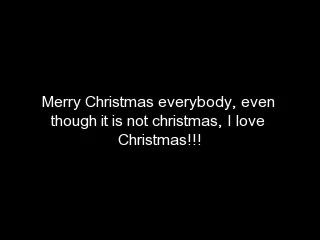 Merry Christmas everybody, even
though it is not christmas, I love
Christmas!!!